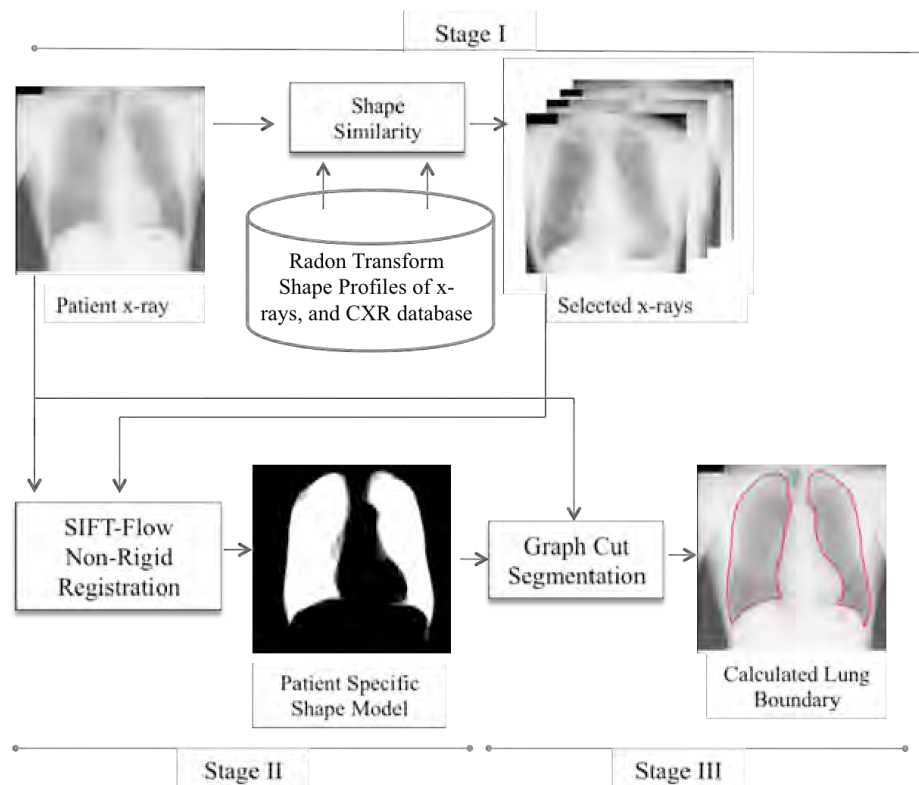 Stage I
Shape
Similarity
Radon Transform
Shape Profiles of x-
rays, and CXR database
Patient x-ray
Selected x-rays
SIFT-Flow
Non-Rigid
Registration
Graph Cut
Segmentation
Patient Specific
Shape Model
Calculated Lung
Boundary
Stage II
Stage III